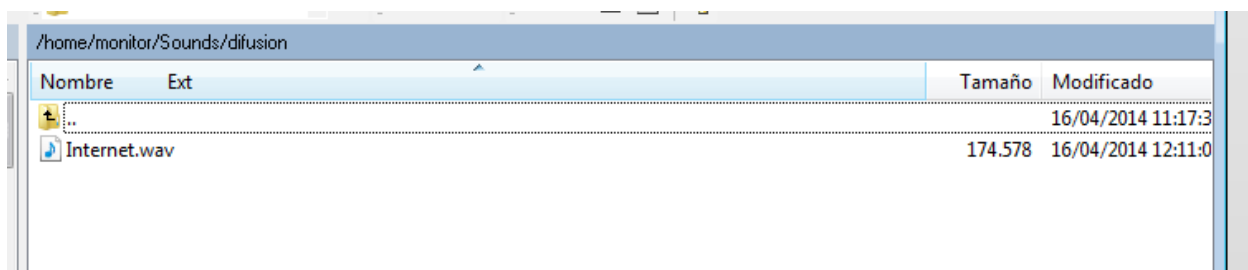 /home/monitor/Sounds/difusion
Nombre Ext Tamaño Modificado
.. 16/04/2014 11:17:3
Internet.wav 174.578 16/04/2014 12:11:0